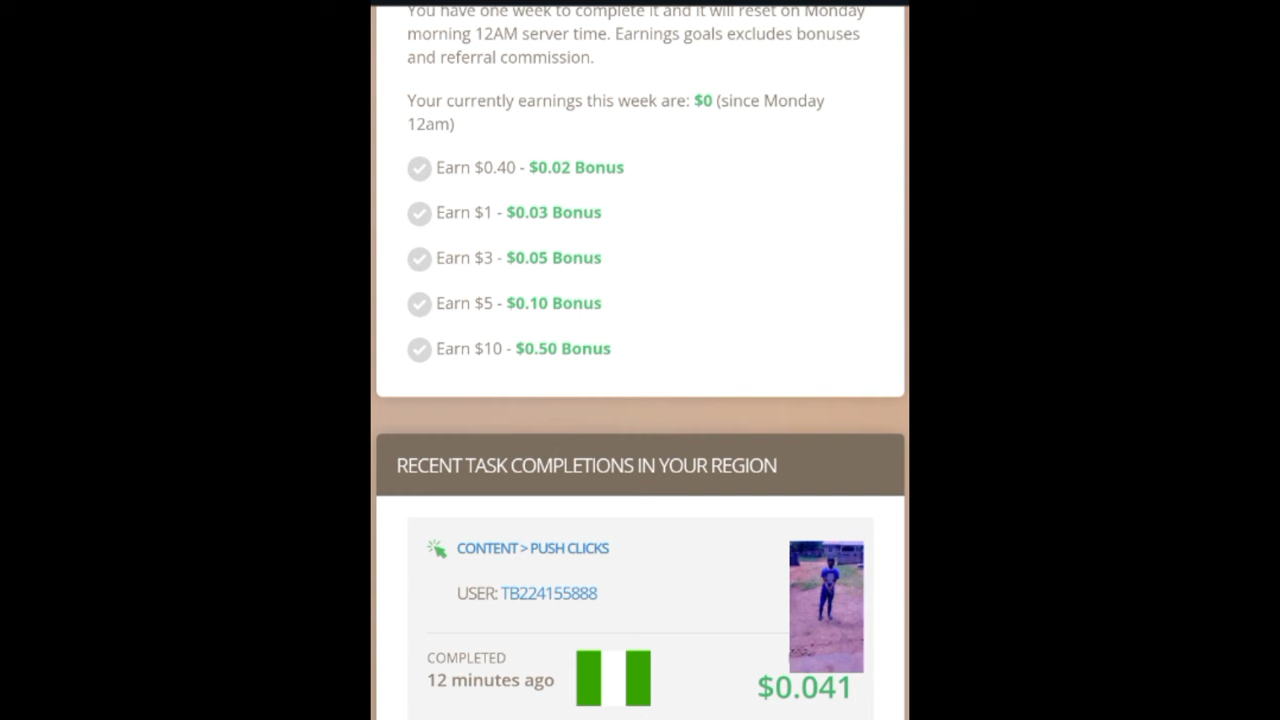 You have one week to complete it and it will reset on Monday
morning 12AM server time. Earnings goals excludes bonuses
and referral commission.
Your currently earnings this week are: $0 (since Monday
12am)
Earn $0.40 - $0.02 Bonus
Earn $1 - $0.03 Bonus
Earn $3 - $0.05 Bonus
Earn $5 - $0.10 Bonus
Earn $10 - $0.50 Bonus
RECENT TASK COMPLETIONS IN YOUR REGION
CONTENT > PUSH CLICKS
USER: TB224155888
COMPLETED
12 minutes ago
$0.041